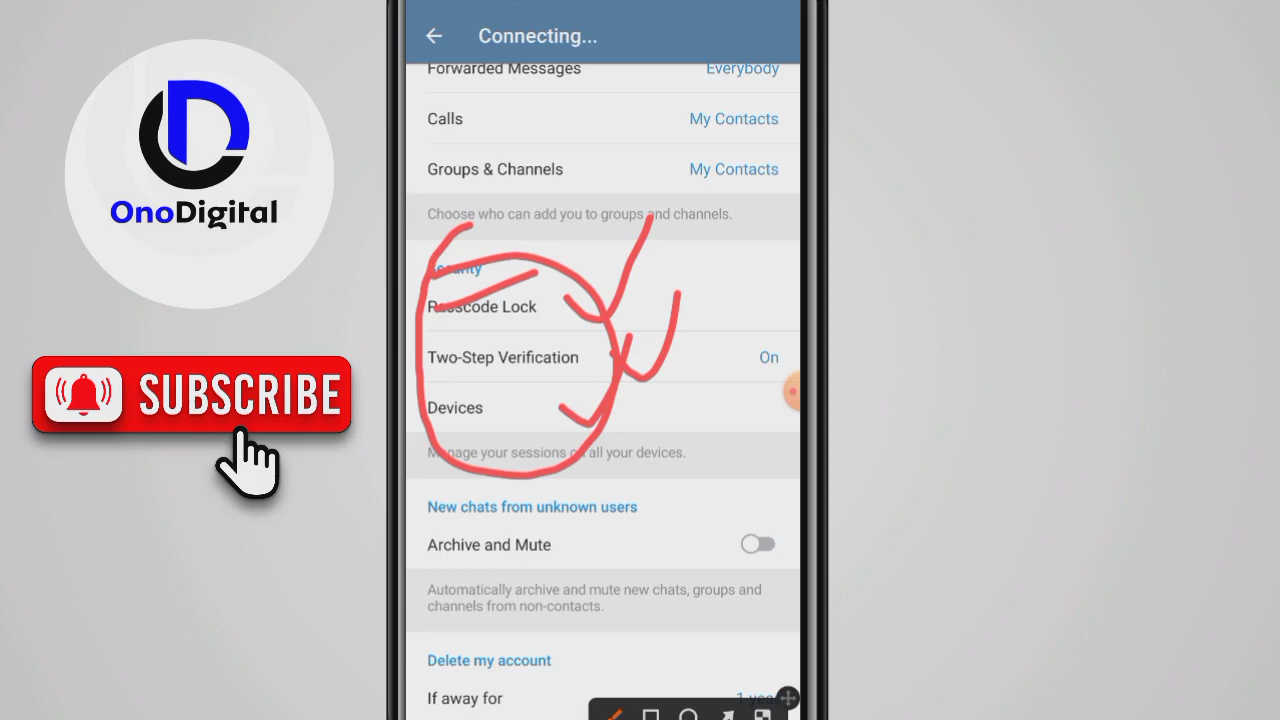 Connecting...
Forwarded Messages Everybody
Calls My Contacts
Groups & Channels My Contacts
Choose who can add you to groups and channels.
Security
Passcode Lock
Two-Step Verification On
Devices
Manage your sessions on all your devices.
New chats from unknown users
Archive and Mute
Automatically archive and mute new chats, groups and
channels from non-contacts.
Delete my account
If away for 1 year
OnoDigital
SUBSCRIBE